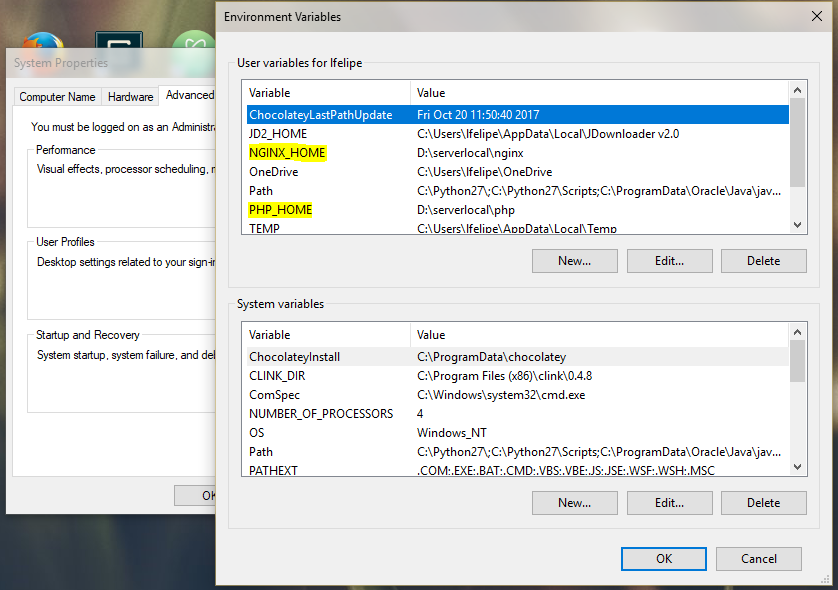 Environment Variables
System Properties
Computer Name
Hardware
Advanced
You must be logged on as an Administra
Performance
Visual effects, processor scheduling, m
User Profiles
Desktop settings related to your sign-in
Startup and Recovery
System startup, system failure, and deb
OK
User variables for lfelipe
Variable Value
ChocolateyLastPathUpdate Fri Oct 20 11:50:40 2017
JD2_HOME C:\Users\lfelipe\AppData\Local\JDownloader v2.0
NGINX_HOME D:\serverlocal\nginx
OneDrive C:\Users\lfelipe\OneDrive
Path C:\Python27\;C:\Python27\Scripts;C:\ProgramData\Oracle\Java\jav...
PHP_HOME D:\serverlocal\php
TEMP C:\Users\lfelipe\AppData\Local\Temp
New... Edit... Delete
System variables
Variable Value
ChocolateyInstall C:\ProgramData\chocolatey
CLINK_DIR C:\Program Files (x86)\clink\0.4.8
ComSpec C:\Windows\system32\cmd.exe
NUMBER_OF_PROCESSORS 4
OS Windows_NT
Path C:\Python27\;C:\Python27\Scripts;C:\ProgramData\Oracle\Java\jav...
PATHEXT .COM;.EXE;.BAT;.CMD;.VBS;.VBE;.JS;.JSE;.WSF;.WSH;.MSC
New... Edit... Delete
OK Cancel